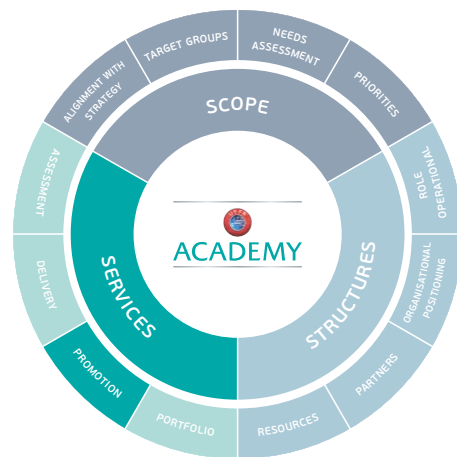 ALIGNMENT WITH
STRATEGY
TARGET GROUPS
NEEDS
ASSESSMENT
PRIORITIES
ROLE
OPERATIONAL
ORGANISATIONAL
POSITIONING
PARTNERS
RESOURCES
PORTFOLIO
PROMOTION
DELIVERY
ASSESSMENT
SCOPE
STRUCTURES
SERVICES
UEFA
ACADEMY